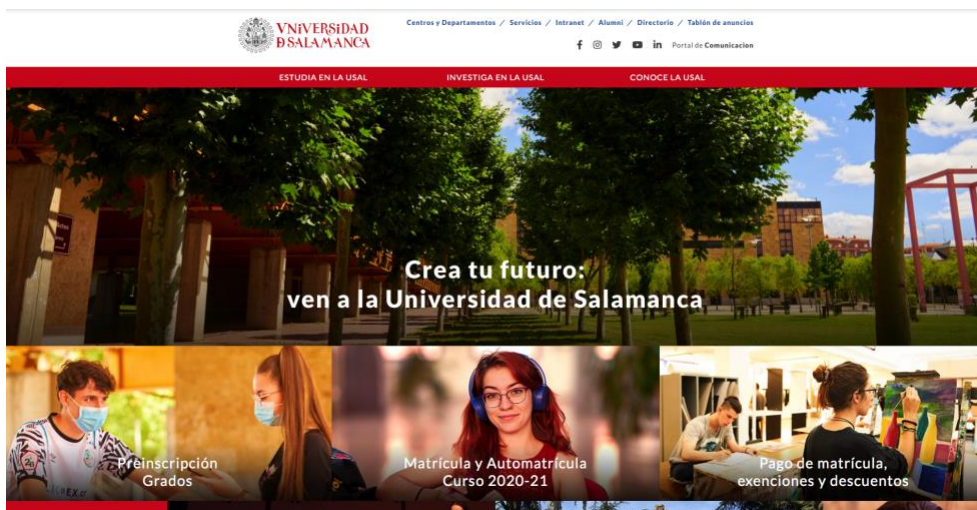 VNiVERSiDAD
D SALAMANCA
Centros y Departamentos / Servicios / Intranet / Alumni / Directorio / Tablón de anuncios
Portal de Comunicacion
ESTUDIA EN LA USAL INVESTIGA EN LA USAL CONOCE LA USAL
Crea tu futuro:
ven a la Universidad de Salamanca
Preinscripción
Grados
Matrícula y Automatrícula
Curso 2020-21
Pago de matrícula,
exenciones y descuentos